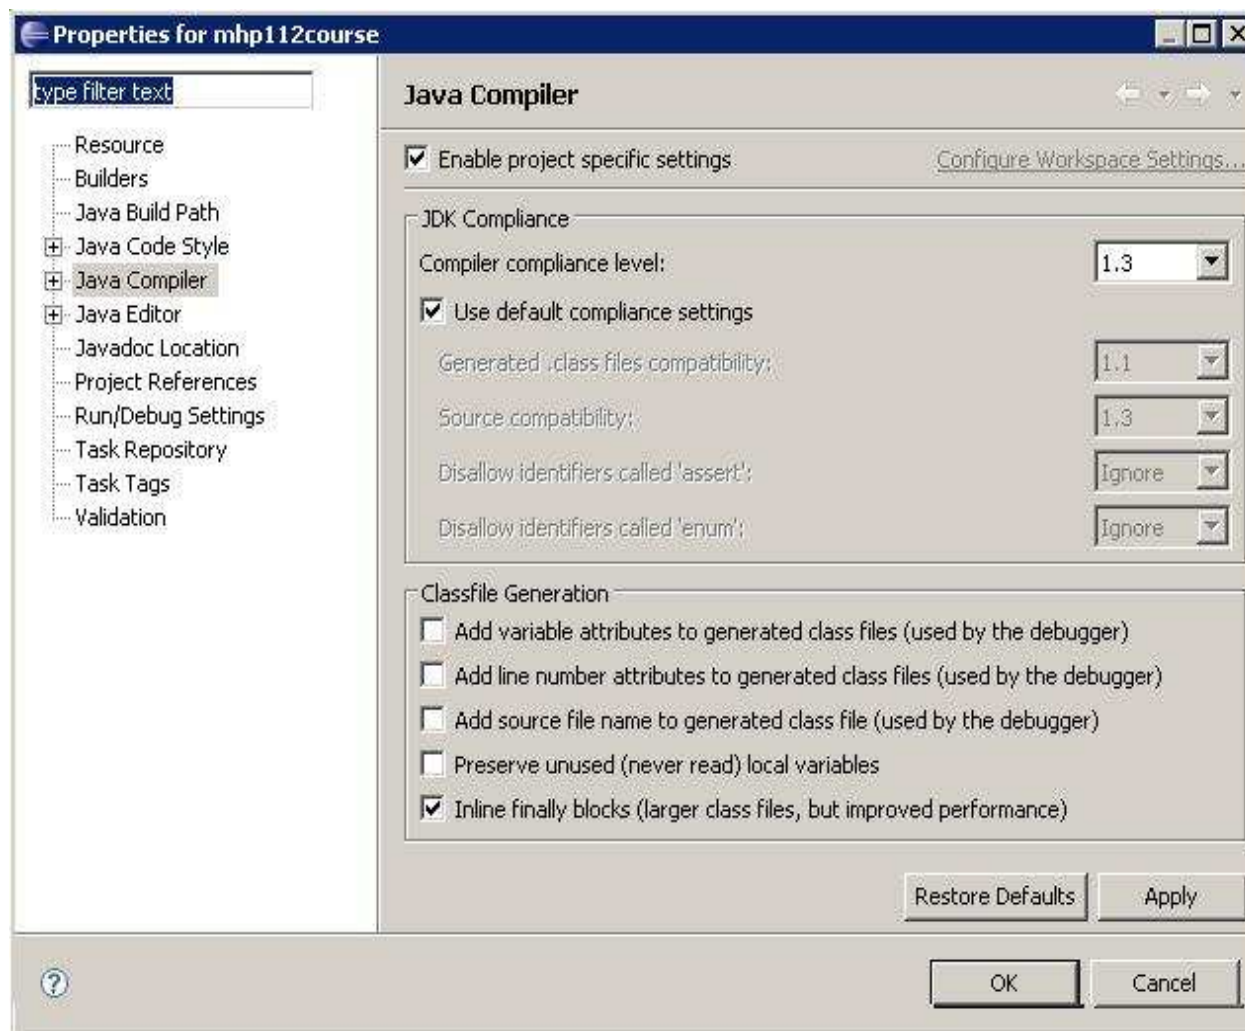 Properties for mhp112course
type filter text
Resource
Builders
Java Build Path
Java Code Style
Java Compiler
Java Editor
Javadoc Location
Project References
Run/Debug Settings
Task Repository
Task Tags
Validation
Java Compiler
Enable project specific settings
Configure Workspace Settings...
JDK Compliance
Compiler compliance level: 1.3
Use default compliance settings
Generated .class files compatibility: 1.1
Source compatibility: 1.3
Disallow identifiers called 'assert': Ignore
Disallow identifiers called 'enum': Ignore
Classfile Generation
Add variable attributes to generated class files (used by the debugger)
Add line number attributes to generated class files (used by the debugger)
Add source file name to generated class file (used by the debugger)
Preserve unused (never read) local variables
Inline finally blocks (larger class files, but improved performance)
Restore Defaults Apply
? OK Cancel